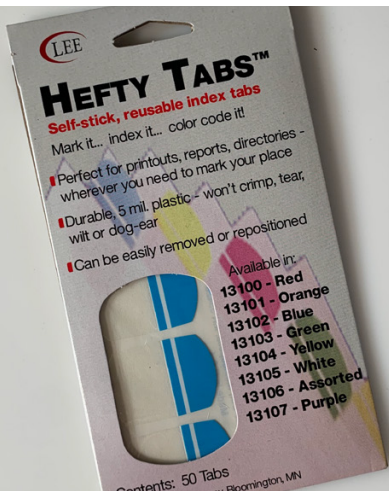 LEE
HEFTY TABS™
Self-stick, reusable index tabs
Mark it... index it... color code it!
Perfect for printouts, reports, directories -
wherever you need to mark your place
Durable, 5 mil. plastic - won't crimp, tear,
wilt or dog-ear
Can be easily removed or repositioned
Available in:
13100 - Red
13101 - Orange
13102 - Blue
13103 - Green
13104 - Yellow
13105 - White
13106 - Assorted
13107 - Purple
Contents: 50 Tabs
Bloomington, MN